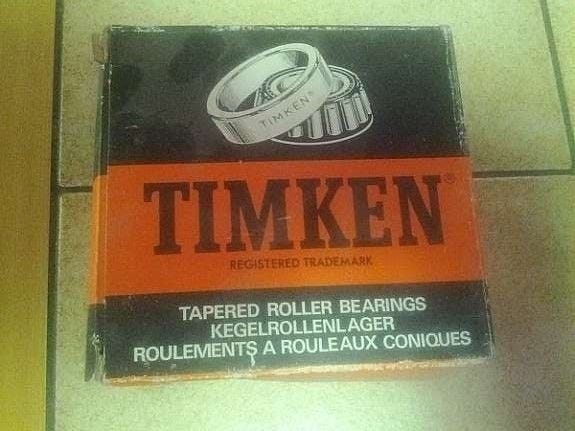 TIMKEN®
TIMKEN®
REGISTERED TRADEMARK
TAPERED ROLLER BEARINGS
KEGELROLLENLAGER
ROULEMENTS A ROULEAUX CONIQUES